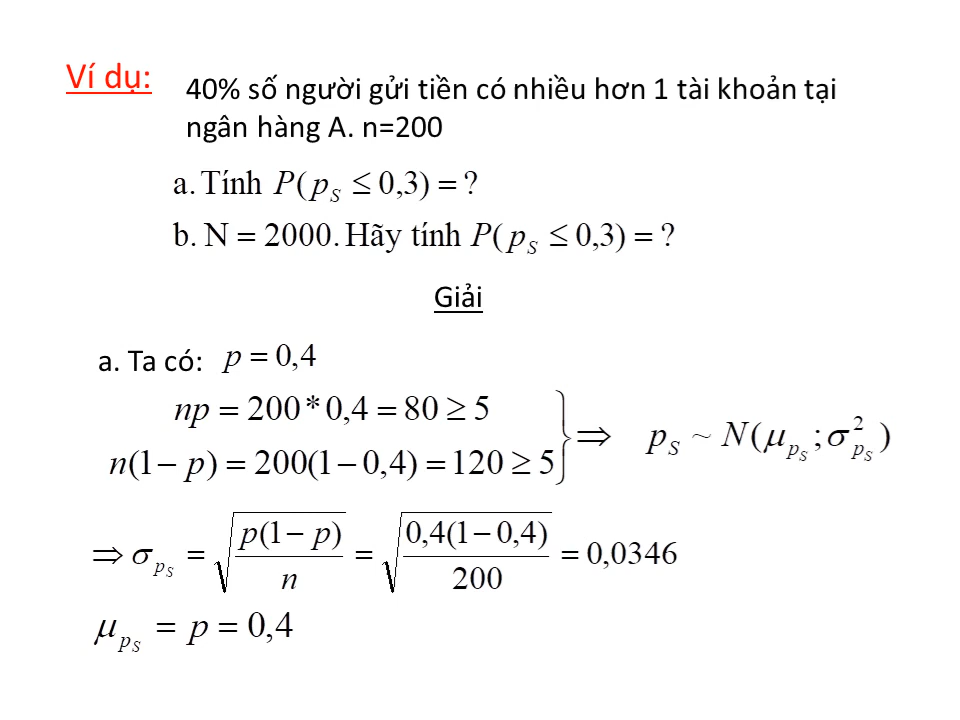 Ví dụ:
40% số người gửi tiền có nhiều hơn 1 tài khoản tại
ngân hàng A. n=200
a. Tính P(p_S ≤ 0,3) = ?
b. N = 2000. Hãy tính P(p_S ≤ 0,3) = ?
Giải
a. Ta có: p = 0,4
np = 200 * 0,4 = 80 ≥ 5
n(1 − p) = 200(1 − 0,4) = 120 ≥ 5 } ⇒ p_S ~ N(μ_{p_S} ; σ²_{p_S})
⇒ σ_{p_S} = √(p(1 − p)/n) = √(0,4(1 − 0,4)/200) = 0,0346
μ_{p_S} = p = 0,4